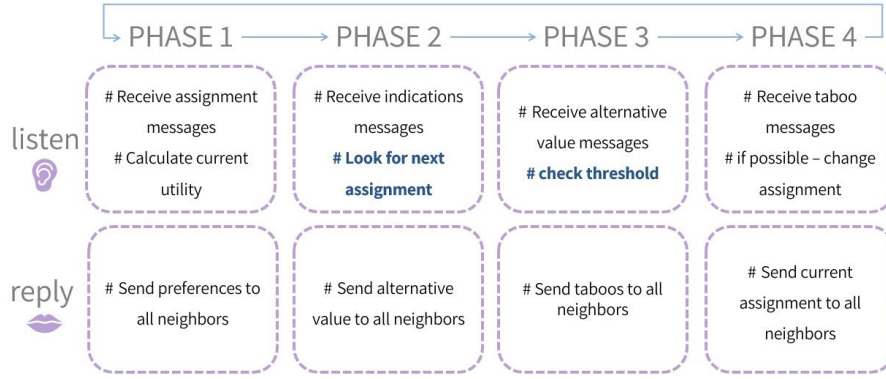 PHASE 1
PHASE 2
PHASE 3
PHASE 4
listen
# Receive assignment
messages
# Calculate current
utility
# Receive indications
messages
# Look for next
assignment
# Receive alternative
value messages
# check threshold
# Receive taboo
messages
# if possible – change
assignment
reply
# Send preferences to
all neighbors
# Send alternative
value to all neighbors
# Send taboos to all
neighbors
# Send current
assignment to all
neighbors